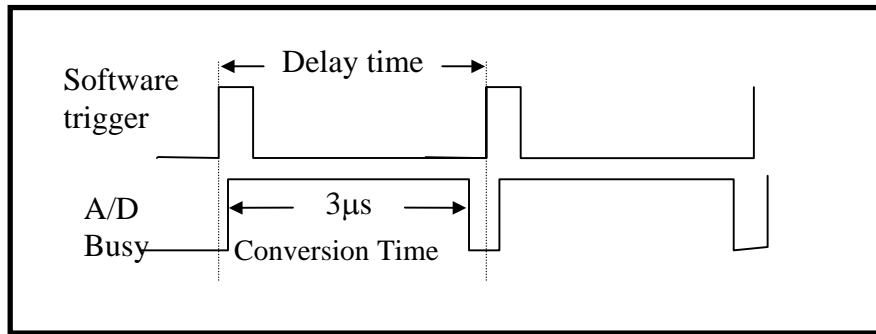 Delay time
Software
trigger
3μs
A/D
Busy
Conversion Time